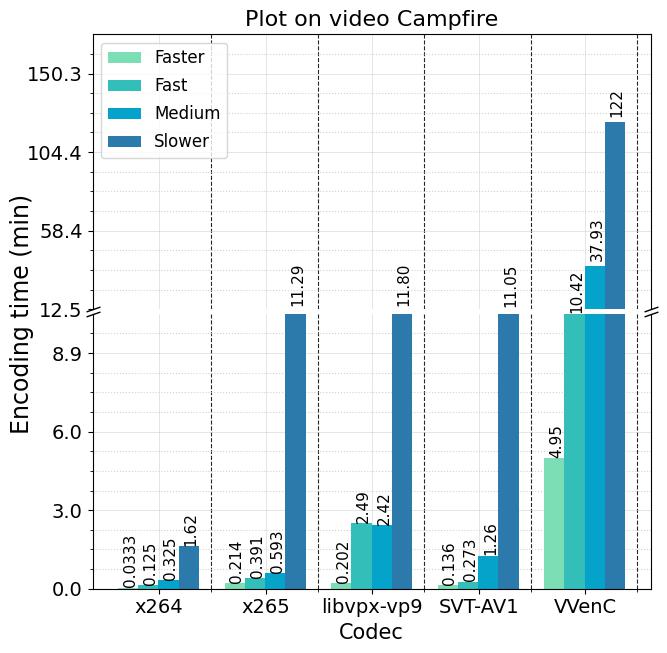 Plot on video Campfire
Faster
Fast
Medium
Slower
150.3
104.4
58.4
12.5
8.9
6.0
3.0
0.0
Encoding time (min)
0.0333
0.125
0.325
1.62
0.214
0.391
0.593
11.29
0.202
2.49
2.42
11.80
0.136
0.273
1.26
11.05
4.95
10.42
37.93
122
x264
x265
libvpx-vp9
SVT-AV1
VVenC
Codec